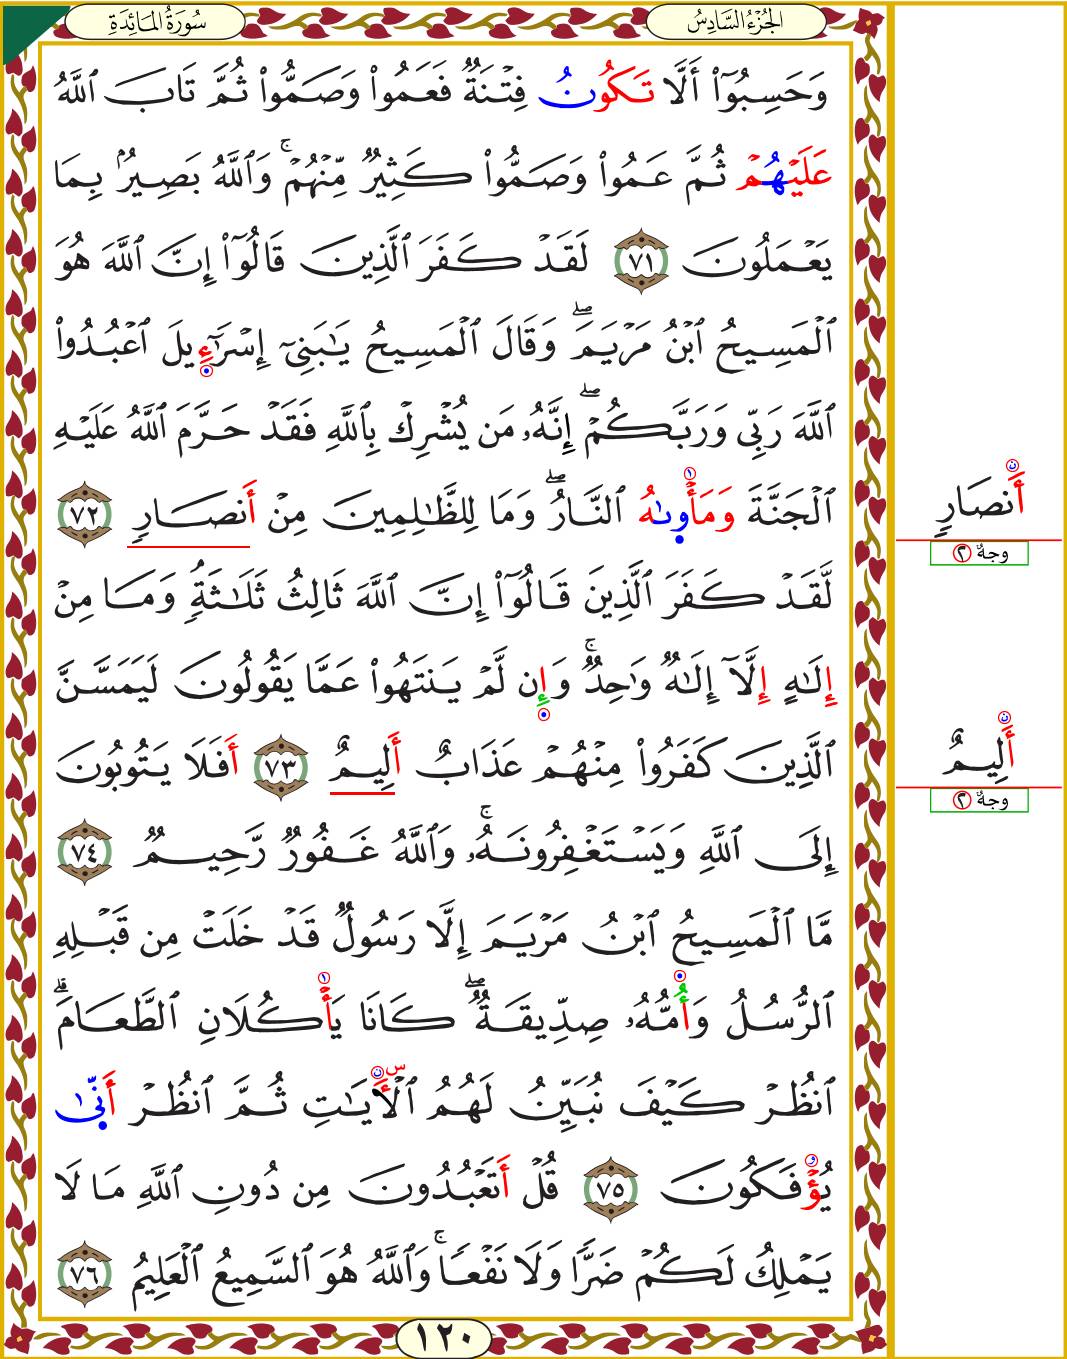 الجُزْءُ السَّادِسُ
سُورَةُ المَائِدَةِ
وَحَسِبُوٓا۟ أَلَّا تَكُونُ فِتْنَةٌ فَعَمُوا۟ وَصَمُّوا۟ ثُمَّ تَابَ ٱللَّهُ
عَلَيْهُمْ ثُمَّ عَمُوا۟ وَصَمُّوا۟ كَثِيرٌ مِّنْهُمْ ۚ وَٱللَّهُ بَصِيرٌۢ بِمَا
يَعْمَلُونَ ٧١ لَقَدْ كَفَرَ ٱلَّذِينَ قَالُوٓا۟ إِنَّ ٱللَّهَ هُوَ
ٱلْمَسِيحُ ٱبْنُ مَرْيَمَ ۖ وَقَالَ ٱلْمَسِيحُ يَٰبَنِىٓ إِسْرَٰٓءِيلَ ٱعْبُدُوا۟
ٱللَّهَ رَبِّى وَرَبَّكُمْ ۖ إِنَّهُۥ مَن يُشْرِكْ بِٱللَّهِ فَقَدْ حَرَّمَ ٱللَّهُ عَلَيْهِ
ٱلْجَنَّةَ وَمَأْوىٰهُ ٱلنَّارُ ۖ وَمَا لِلظَّٰلِمِينَ مِنْ أَنصَارٍ ٧٢
لَّقَدْ كَفَرَ ٱلَّذِينَ قَالُوٓا۟ إِنَّ ٱللَّهَ ثَالِثُ ثَلَٰثَةٍ ۘ وَمَا مِنْ
إِلَٰهٍ إِلَّآ إِلَٰهٌ وَٰحِدٌ ۚ وَإِن لَّمْ يَنتَهُوا۟ عَمَّا يَقُولُونَ لَيَمَسَّنَّ
ٱلَّذِينَ كَفَرُوا۟ مِنْهُمْ عَذَابٌ أَلِيمٌ ٧٣ أَفَلَا يَتُوبُونَ
إِلَى ٱللَّهِ وَيَسْتَغْفِرُونَهُۥ ۚ وَٱللَّهُ غَفُورٌ رَّحِيمٌ ٧٤
مَّا ٱلْمَسِيحُ ٱبْنُ مَرْيَمَ إِلَّا رَسُولٌ قَدْ خَلَتْ مِن قَبْلِهِ
ٱلرُّسُلُ وَأُمُّهُۥ صِدِّيقَةٌ ۖ كَانَا يَأْكُلَانِ ٱلطَّعَامَ ۗ
ٱنظُرْ كَيْفَ نُبَيِّنُ لَهُمُ ٱلْأَيَٰتِ ثُمَّ ٱنظُرْ أَنّىٰ
يُؤْفَكُونَ ٧٥ قُلْ أَتَعْبُدُونَ مِن دُونِ ٱللَّهِ مَا لَا
يَمْلِكُ لَكُمْ ضَرًّا وَلَا نَفْعًا ۚ وَٱللَّهُ هُوَ ٱلسَّمِيعُ ٱلْعَلِيمُ ٧٦
١٢٠
أَنصَارٍ
وجهٌ ٢
أَلِيمٌ
وجهٌ ٢